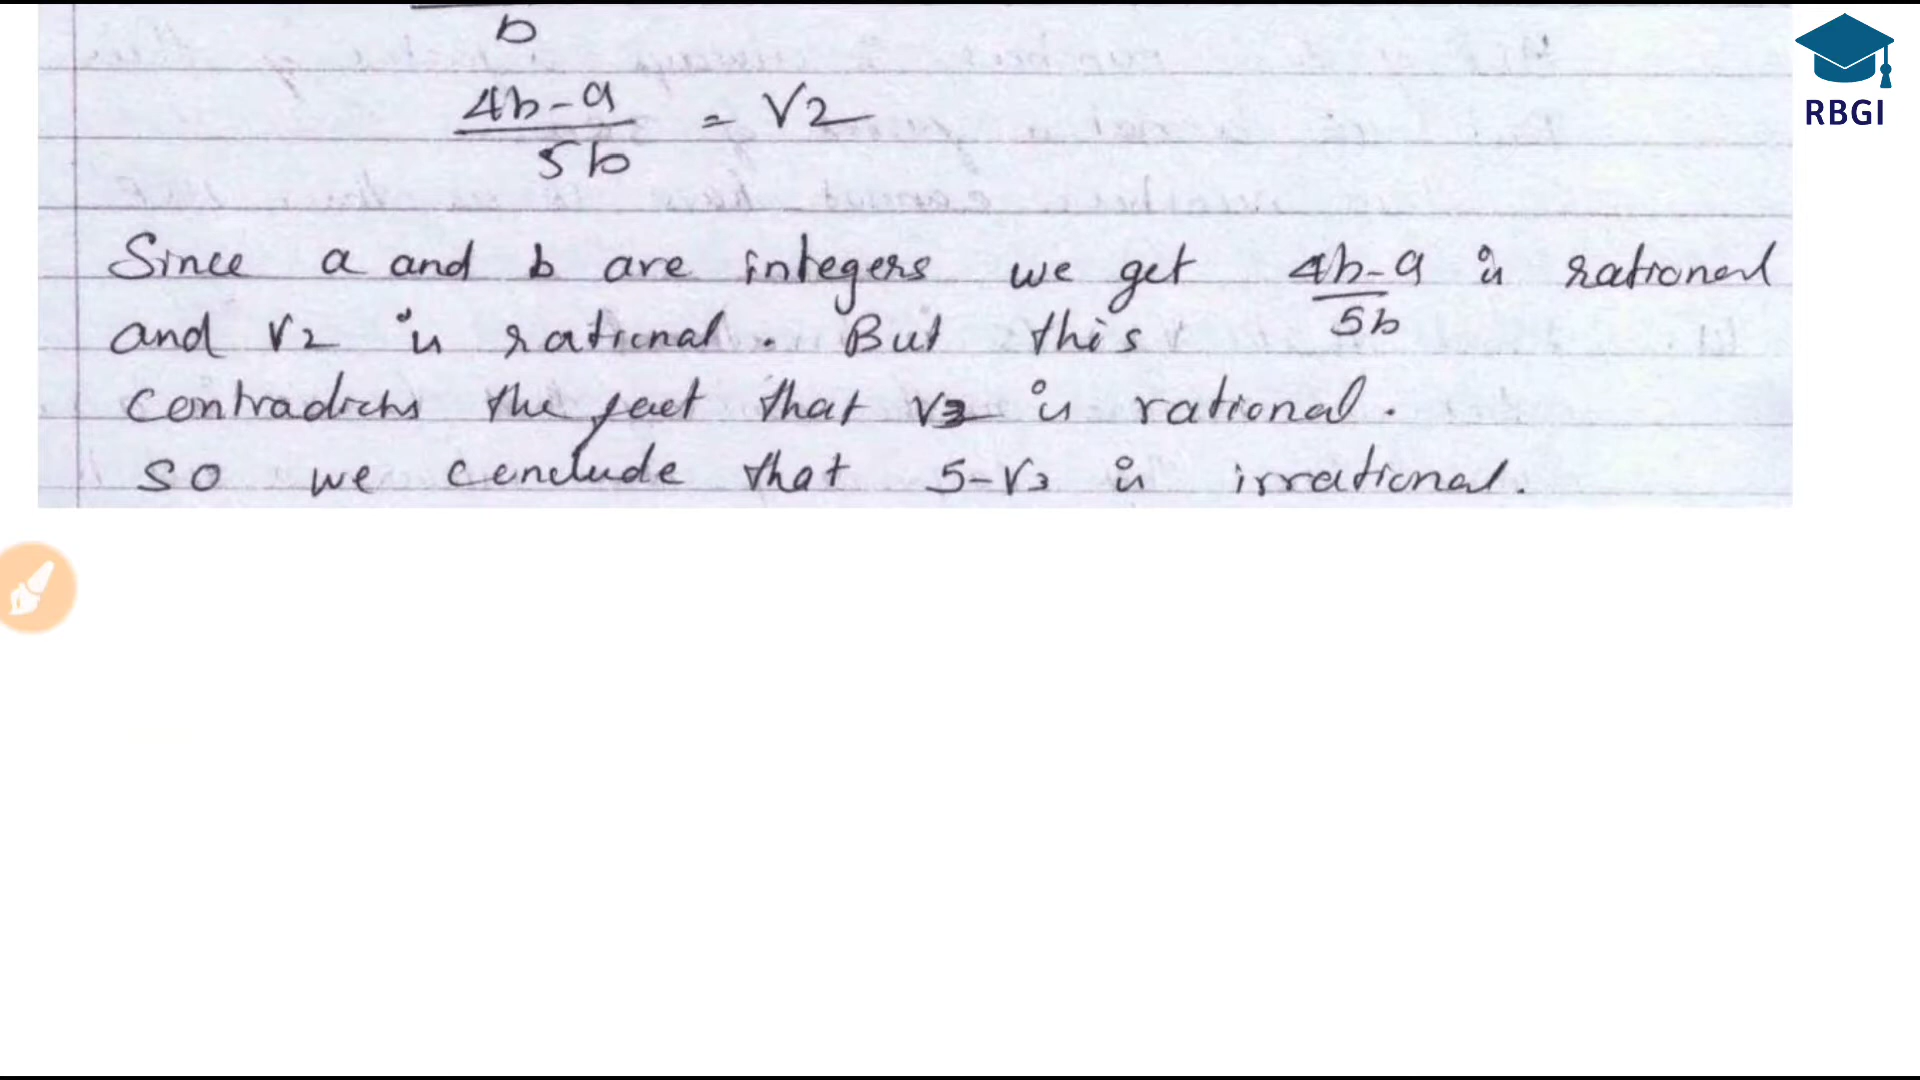 b
4b-a
5b
= √2
RBGI
Since a and b are integers we get 4b-a/5b is rational
and √2 is rational. But this
contradicts the fact that √3 is rational.
SO we conclude that 5-√3 is irrational.